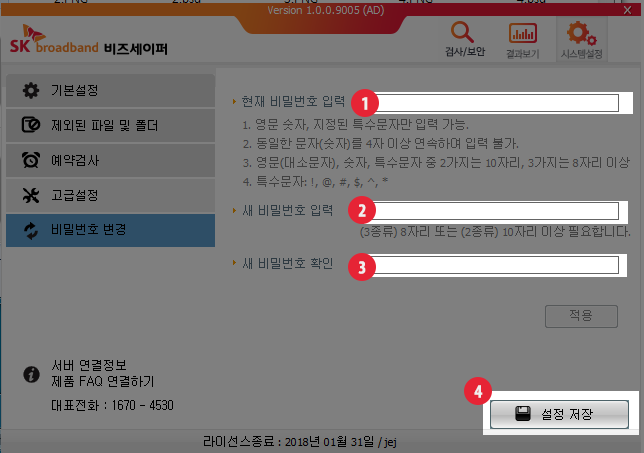 Version 1.0.0.9005 (AD)
SK broadband 비즈세이퍼
검사/보안
결과보기
시스템설정
기본설정
제외된 파일 및 폴더
예약검사
고급설정
비밀번호 변경
현재 비밀번호 입력
1
1. 영문 숫자, 지정된 특수문자만 입력 가능.
2. 동일한 문자(숫자)를 4자 이상 연속하며 입력 불가.
3. 영문(대소문자), 숫자, 특수문자 중 2가지는 10자리, 3가지는 8자리 이상
4. 특수문자: !, @, #, $, ^, *
새 비밀번호 입력
2
(3종류) 8자리 또는 (2종류) 10자리 이상 필요합니다.
새 비밀번호 확인
3
적용
서버 연결정보
제품 FAQ 연결하기
대표전화 : 1670 - 4530
4
설정 저장
라이선스종료 : 2018년 01월 31일 / jej